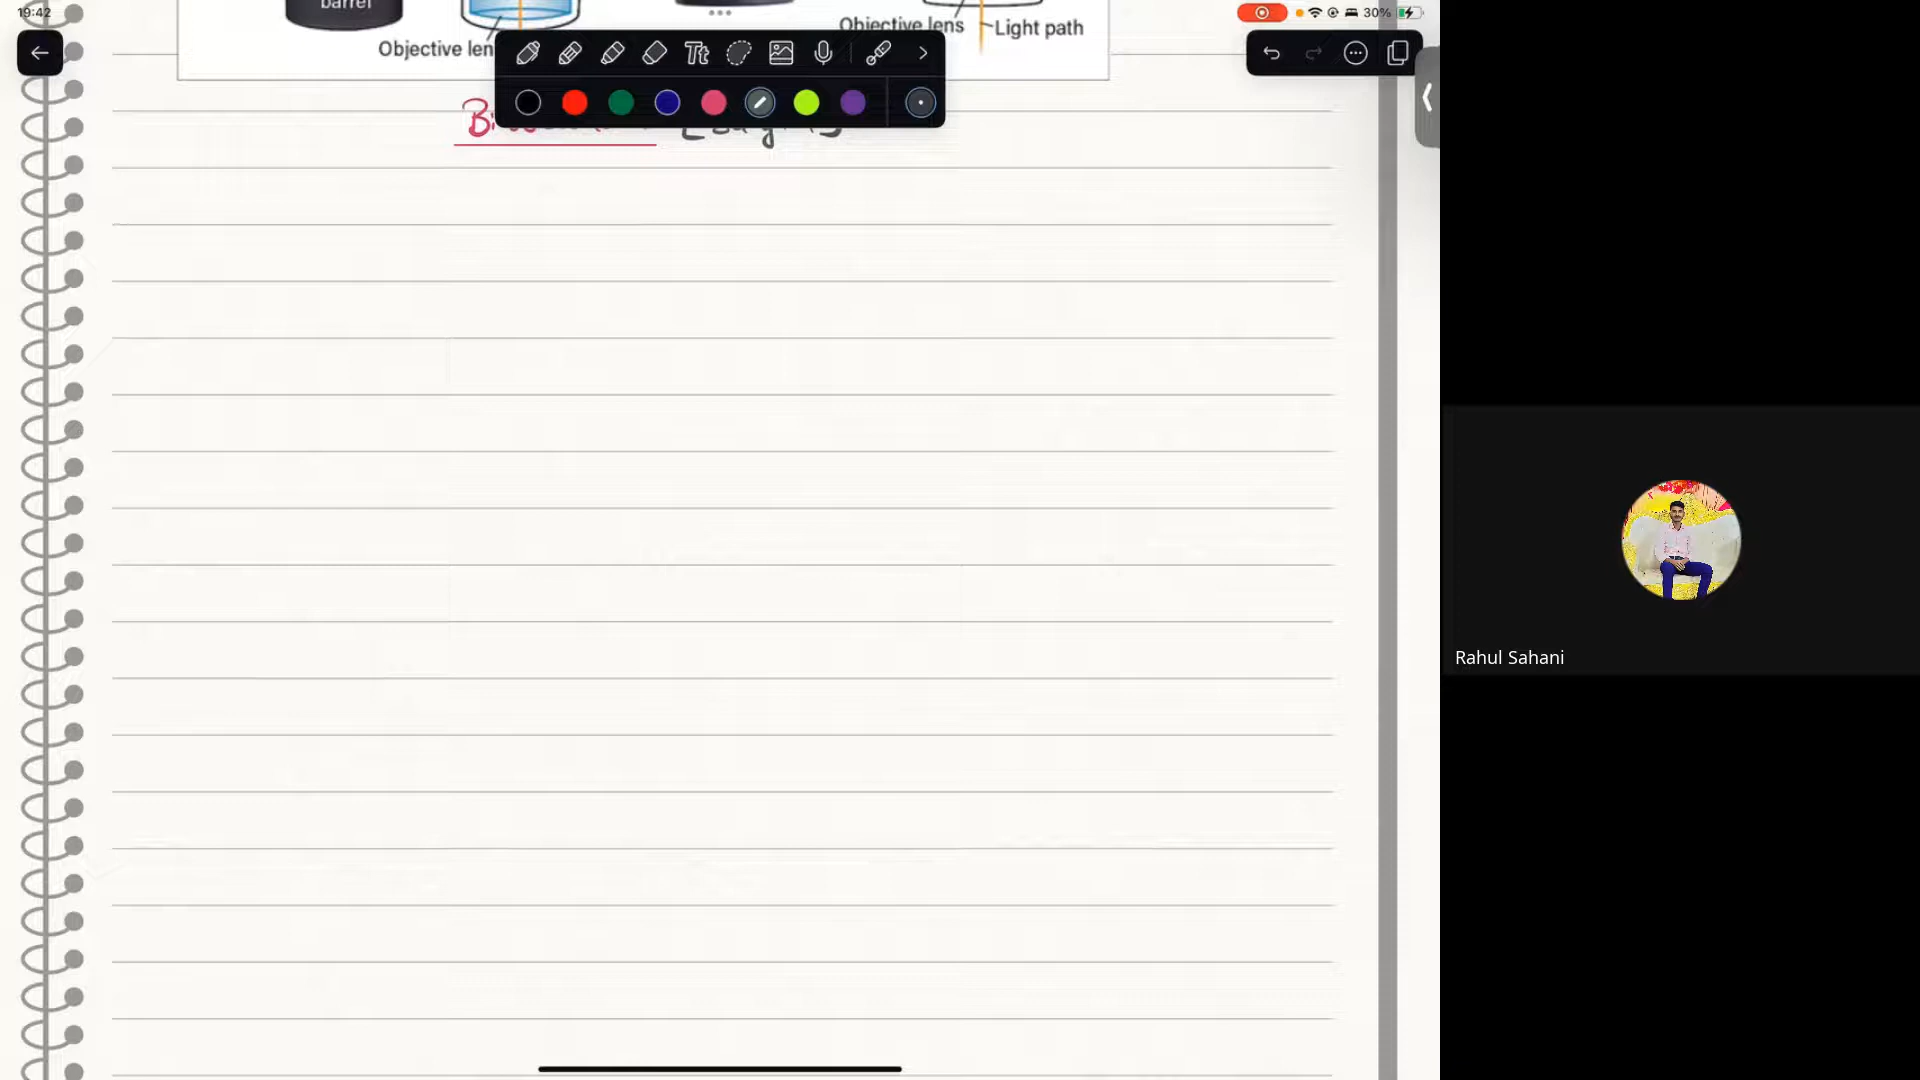 19:42
30%
barrel
Objective len
Objective lens
Light path
Rahul Sahani